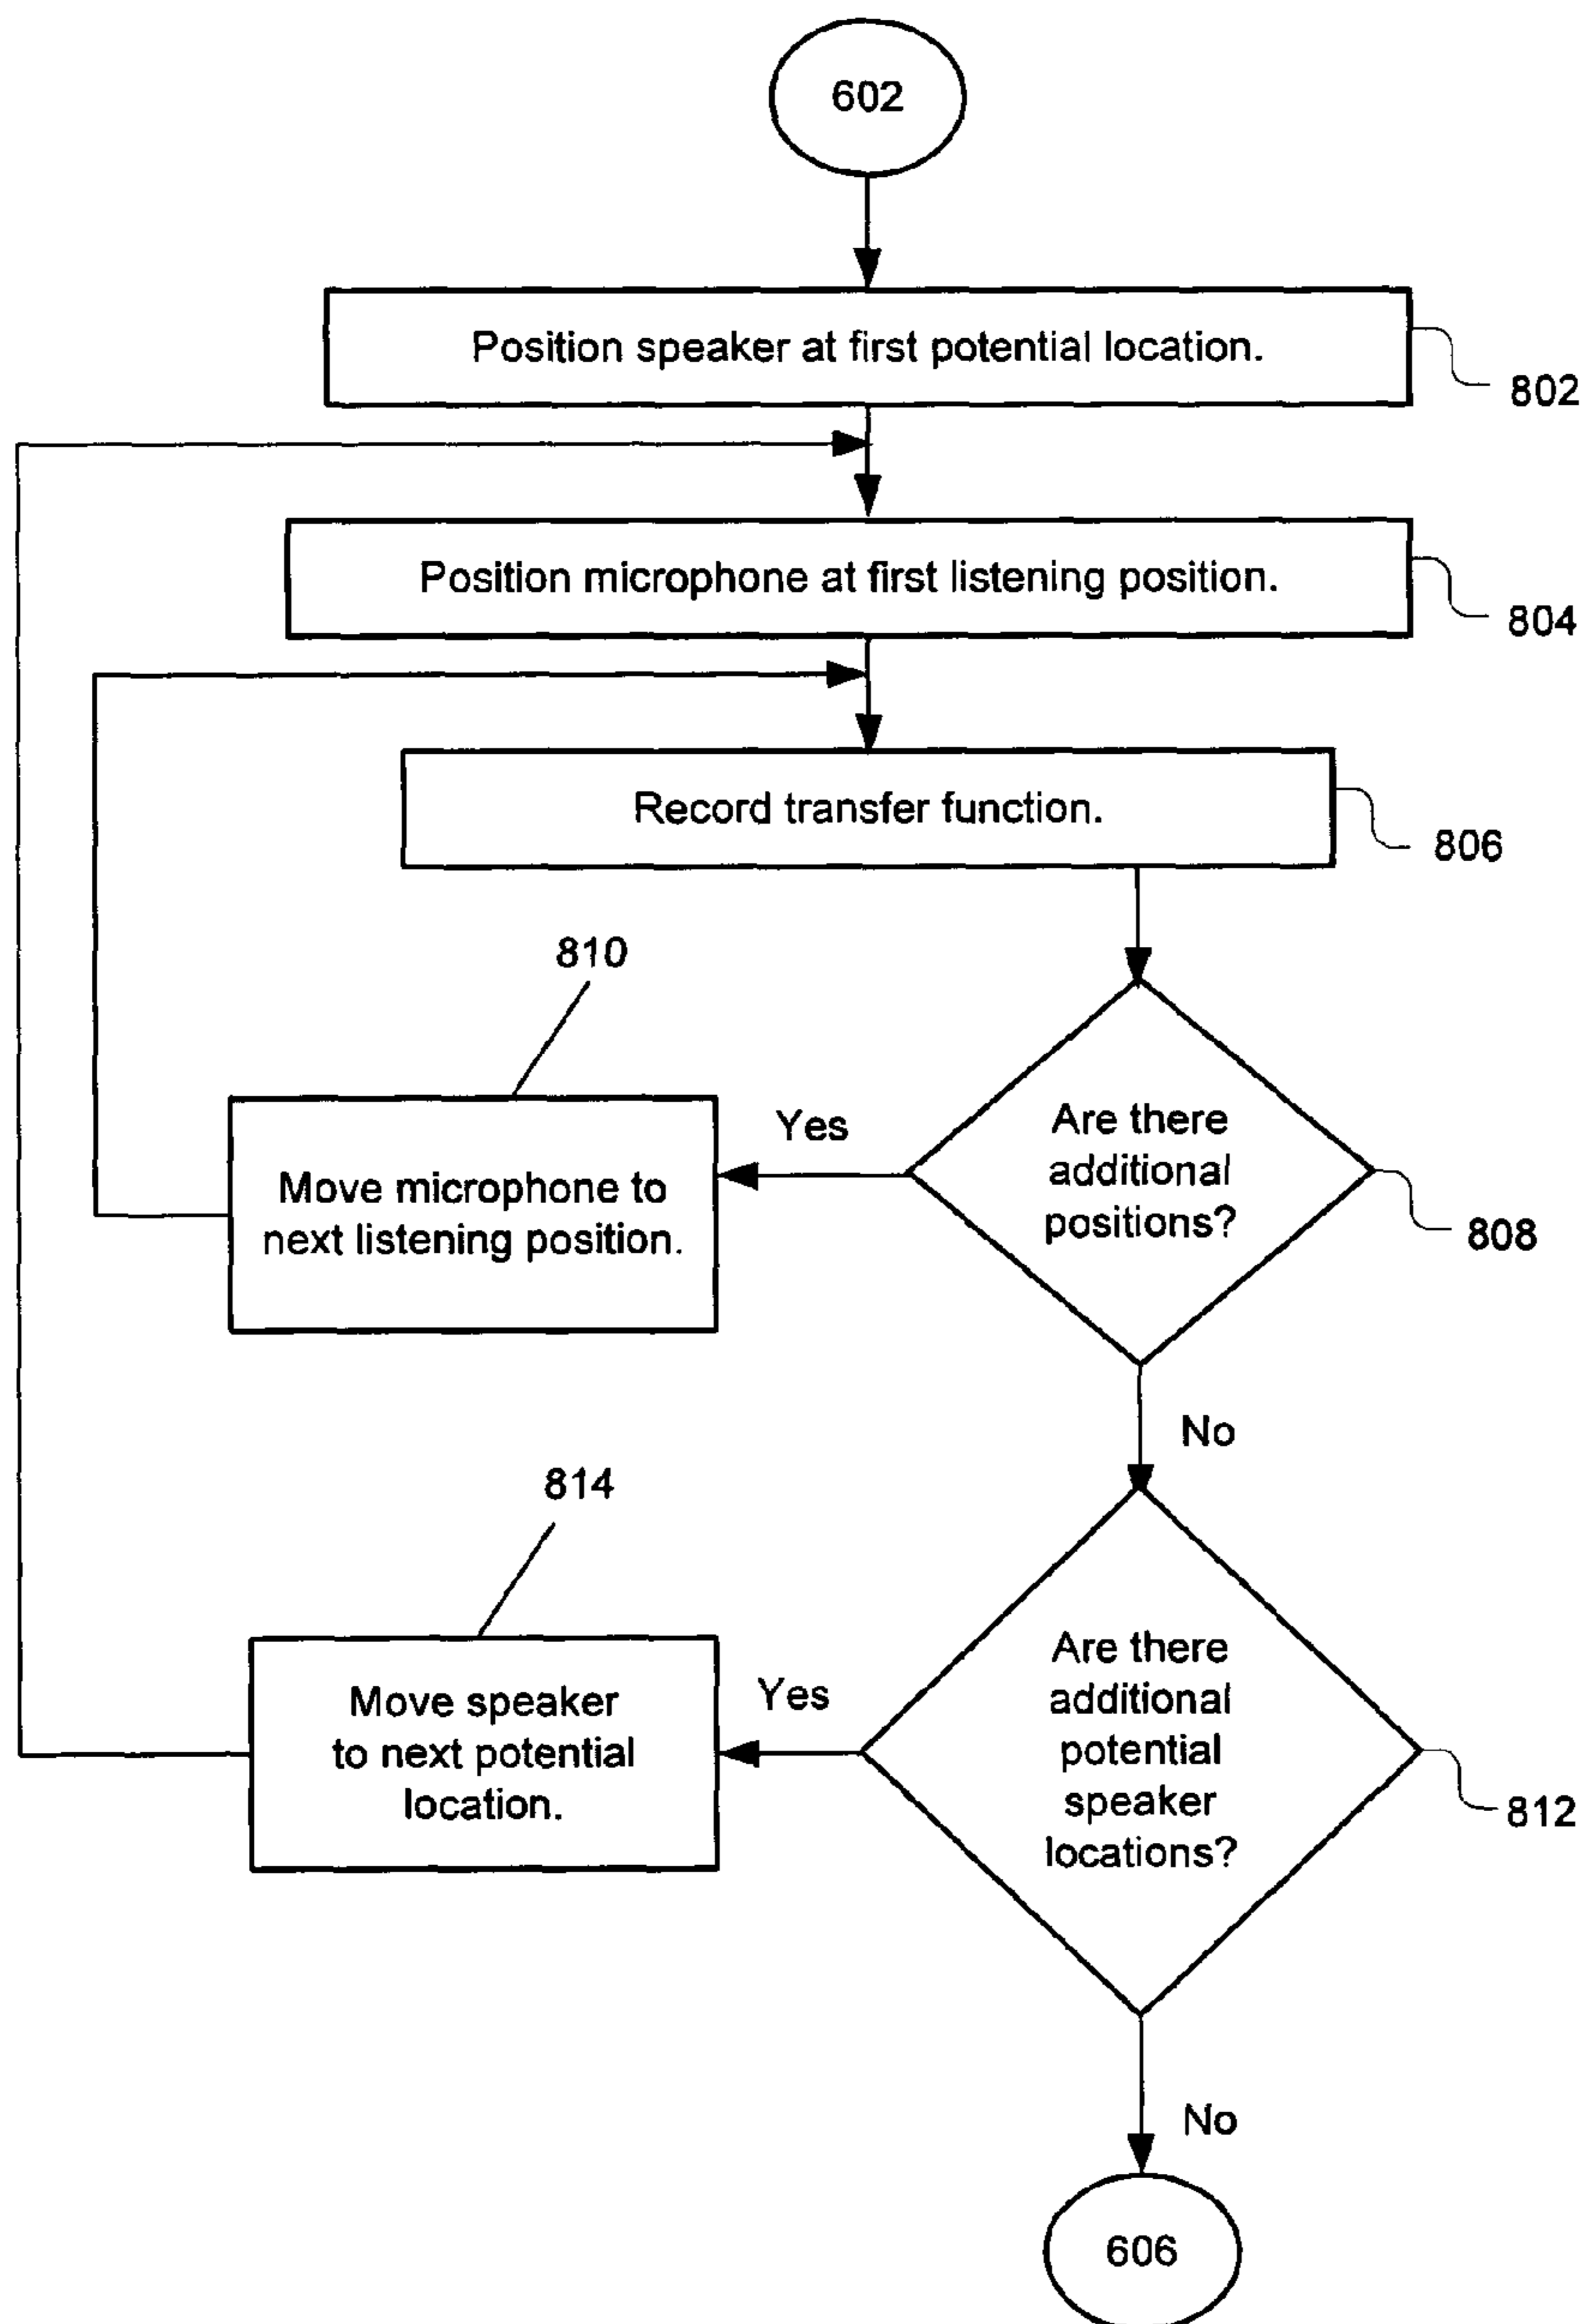 602
Position speaker at first potential location.
802
Position microphone at first listening position.
804
Record transfer function.
806
810
Are there
additional
positions?
Yes
Move microphone to
next listening position.
808
No
814
Are there
additional
potential
speaker
locations?
Yes
Move speaker
to next potential
location.
812
No
606